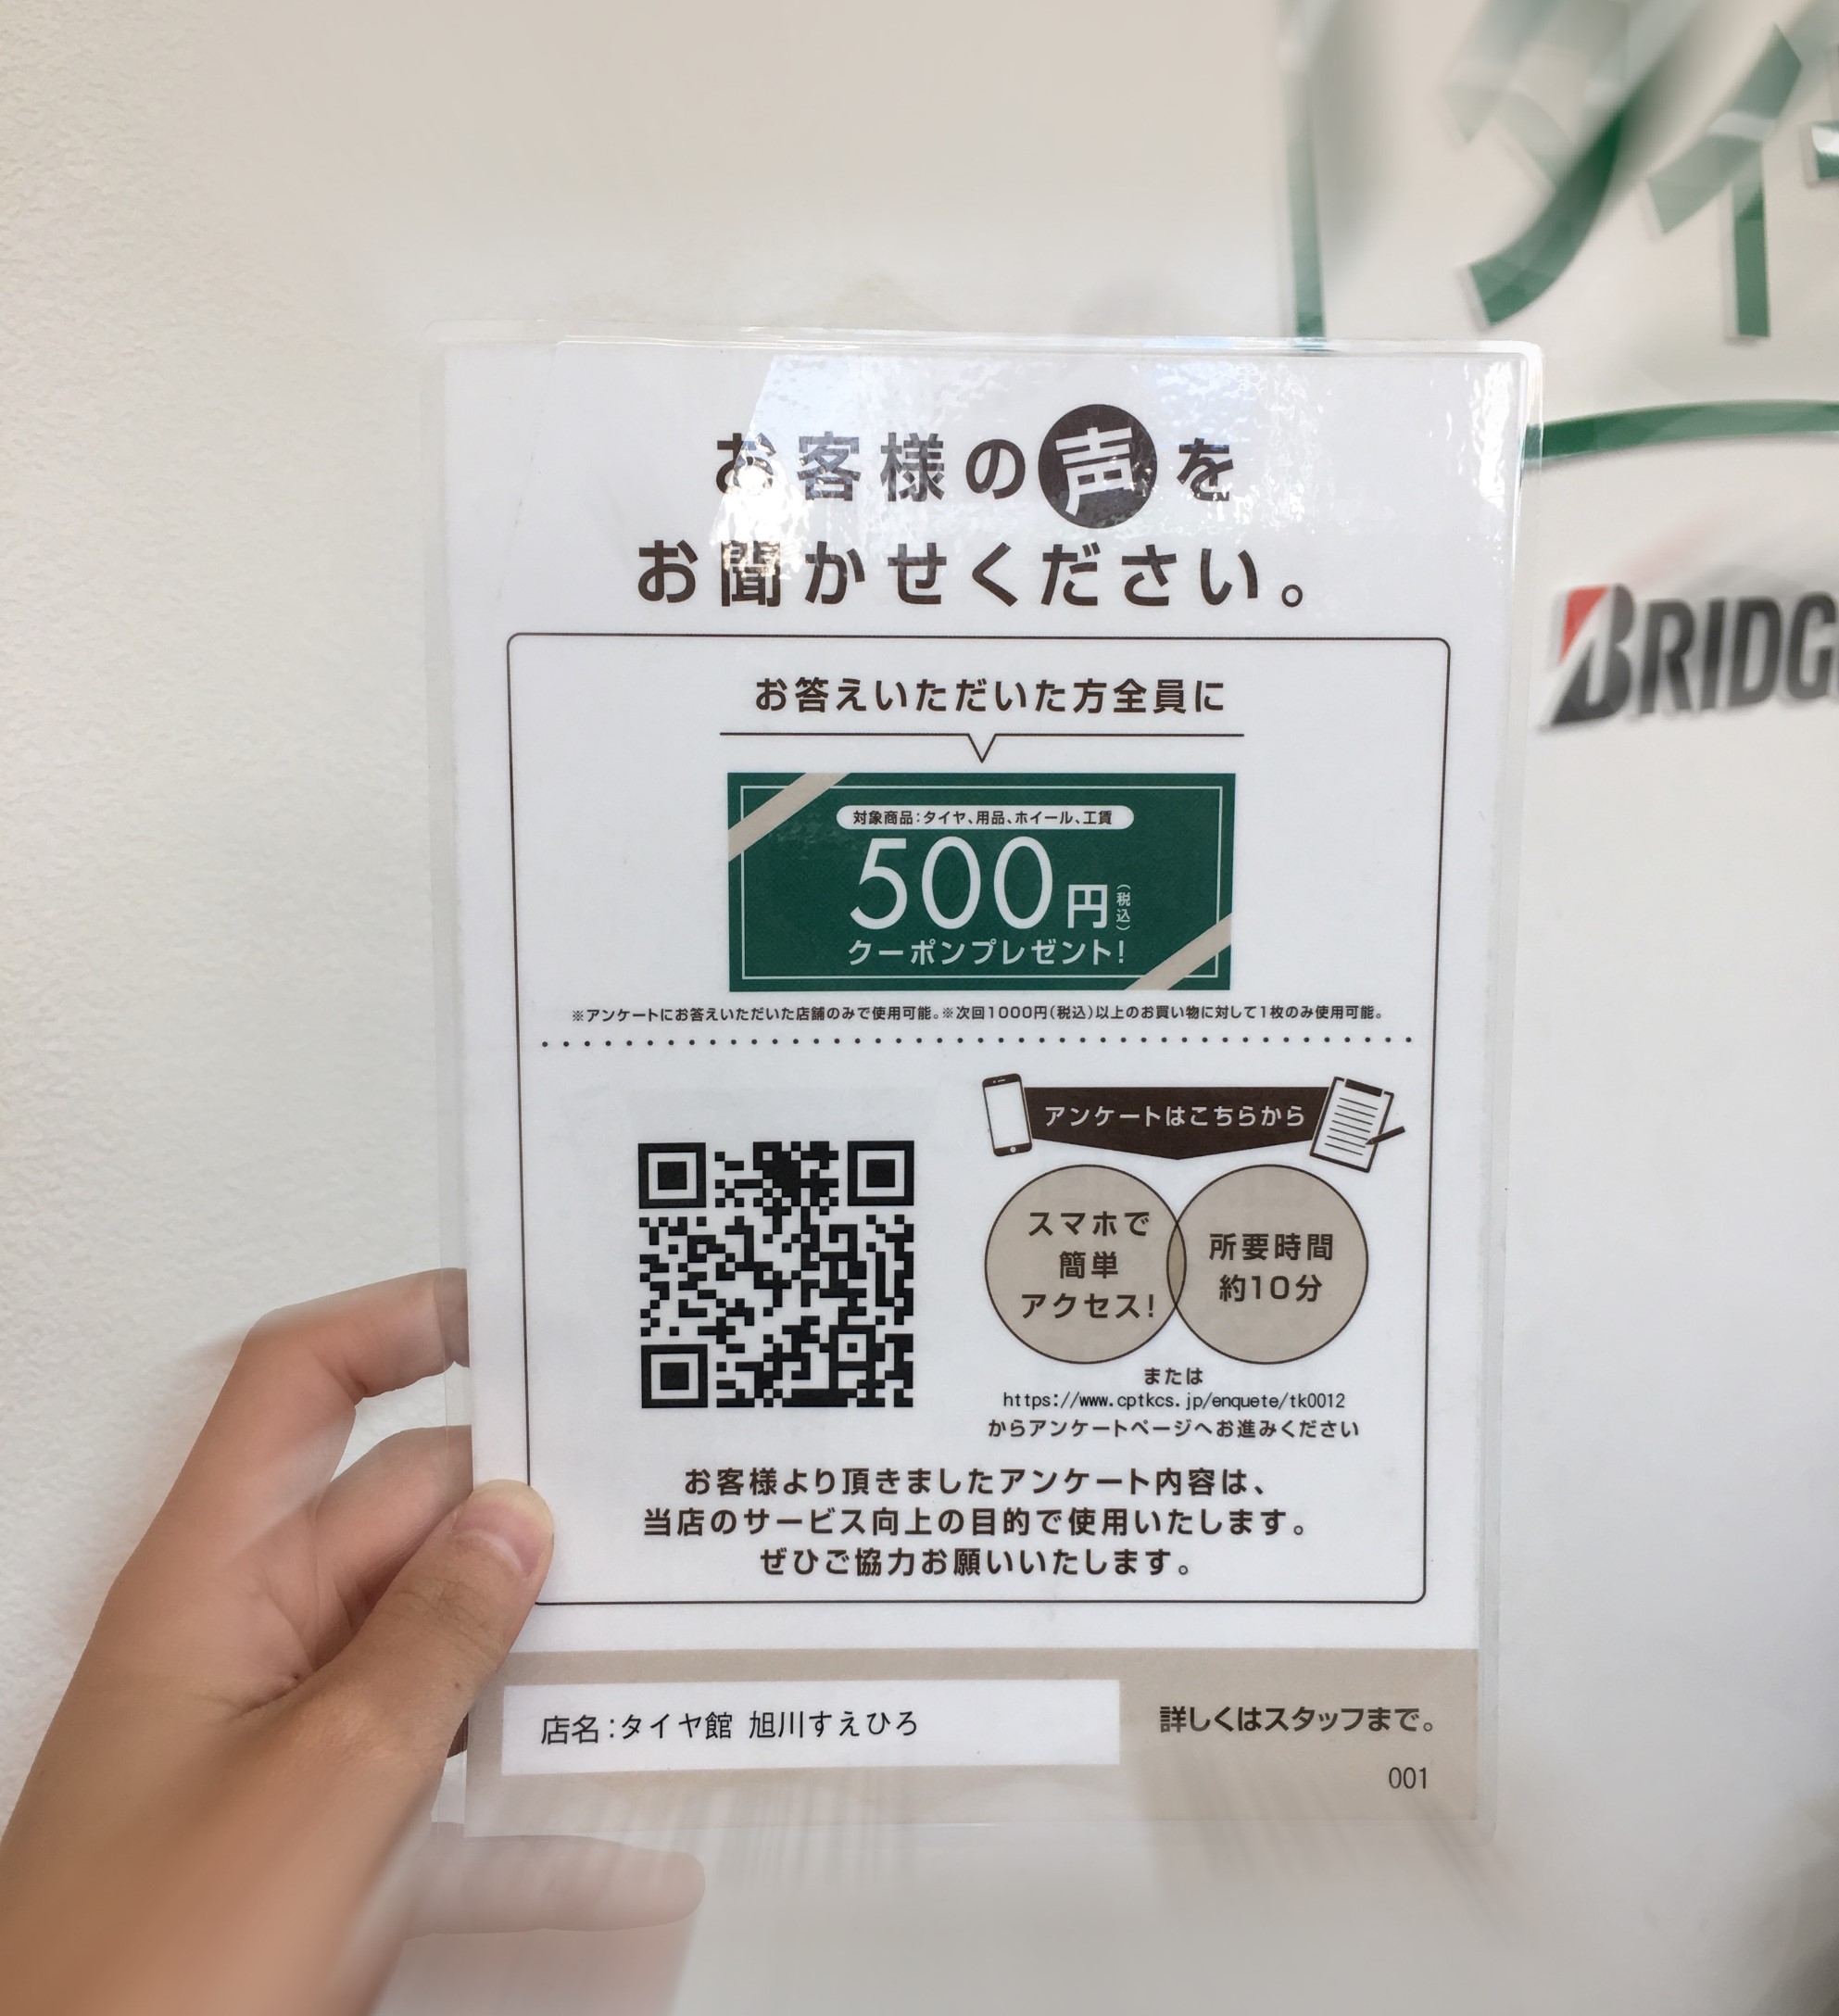 お客様の声を
お聞かせください。
お答えいただいた方全員に
対象商品:タイヤ、用品、ホイール、工賃
500円(税込)
クーポンプレゼント!
※アンケートにお答えいただいた店舗のみで使用可能。※次回1000円(税込)以上のお買い物に対して1枚のみ使用可能。
アンケートはこちらから
スマホで
簡単
アクセス!
所要時間
約10分
または
https://www.cptkcs.jp/enquete/tk0012
からアンケートページへお進みください
お客様より頂きましたアンケート内容は、
当店のサービス向上の目的で使用いたします。
ぜひご協力お願いいたします。
店名:タイヤ館 旭川すえひろ
詳しくはスタッフまで。
001
タイ
BRIDG